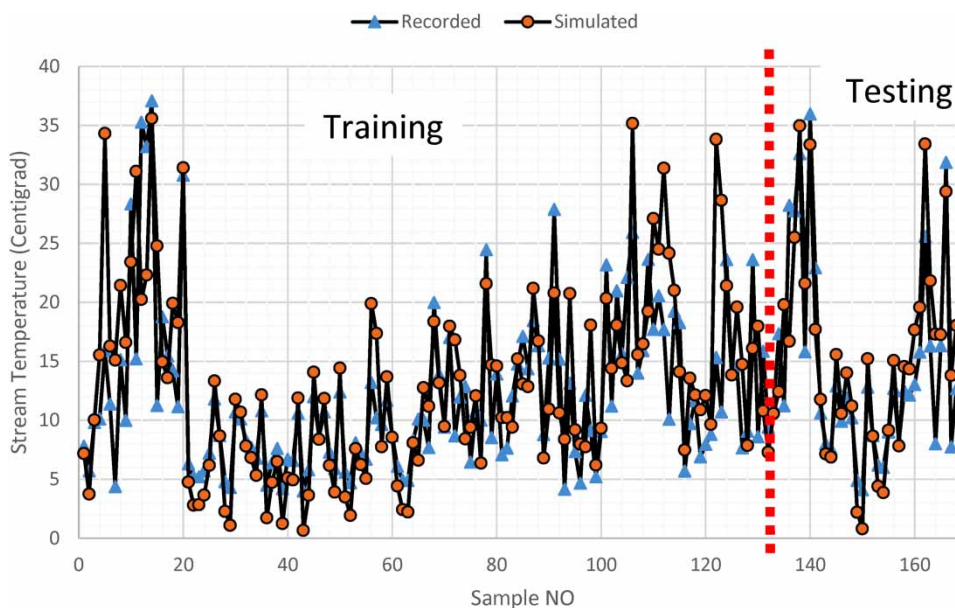 Recorded Simulated
40
Training
Testing
35
30
25
20
15
10
5
0
Stream Temperature (Centigrad)
0 20 40 60 80 100 120 140 160
Sample NO